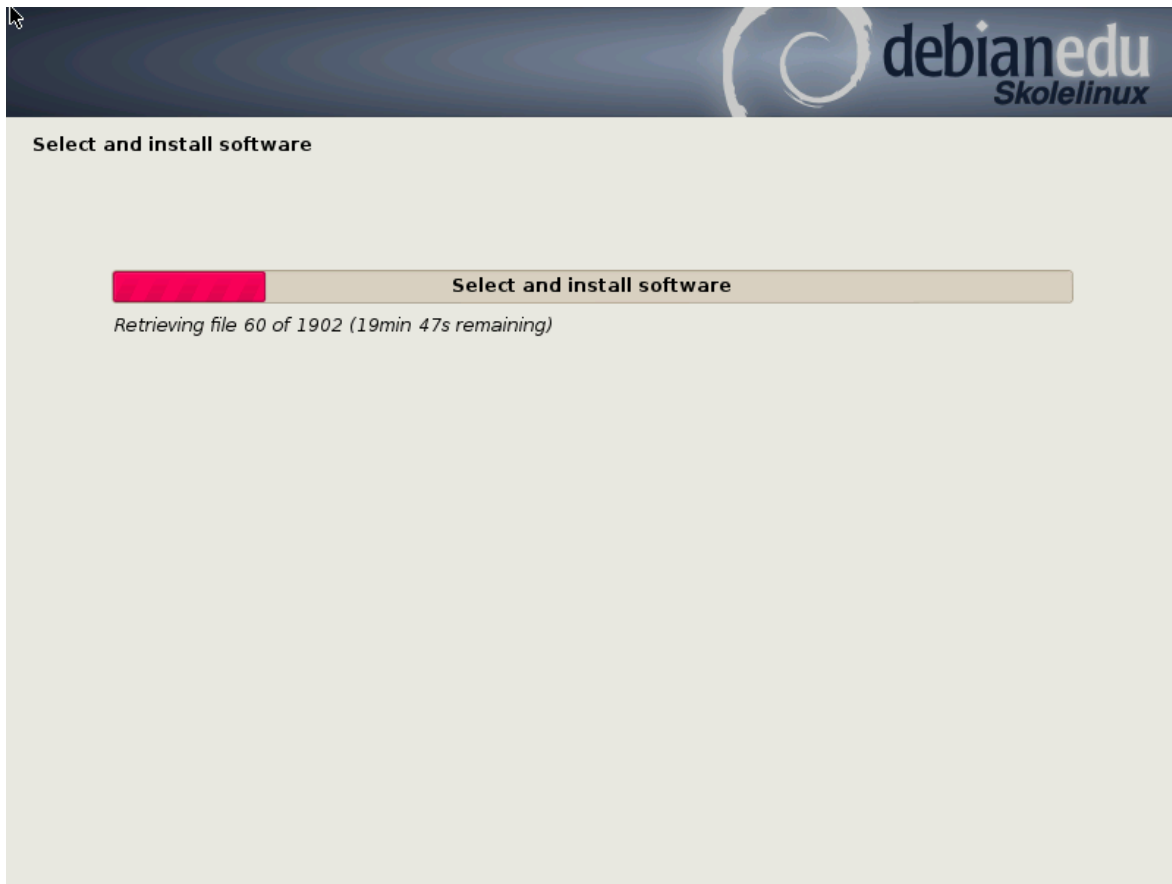 debianedu
Skolelinux
Select and install software
Select and install software
Retrieving file 60 of 1902 (19min 47s remaining)